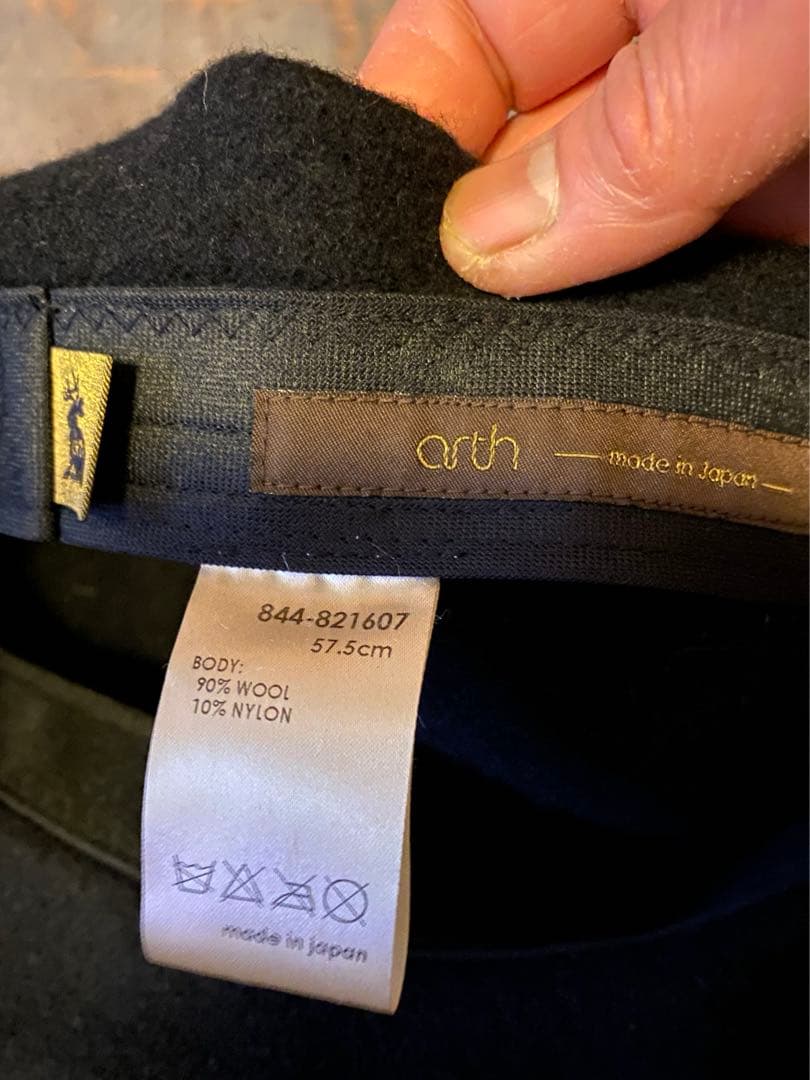 arth
made in Japan
844-821607
57.5cm
BODY:
90% WOOL
10% NYLON
made in japan